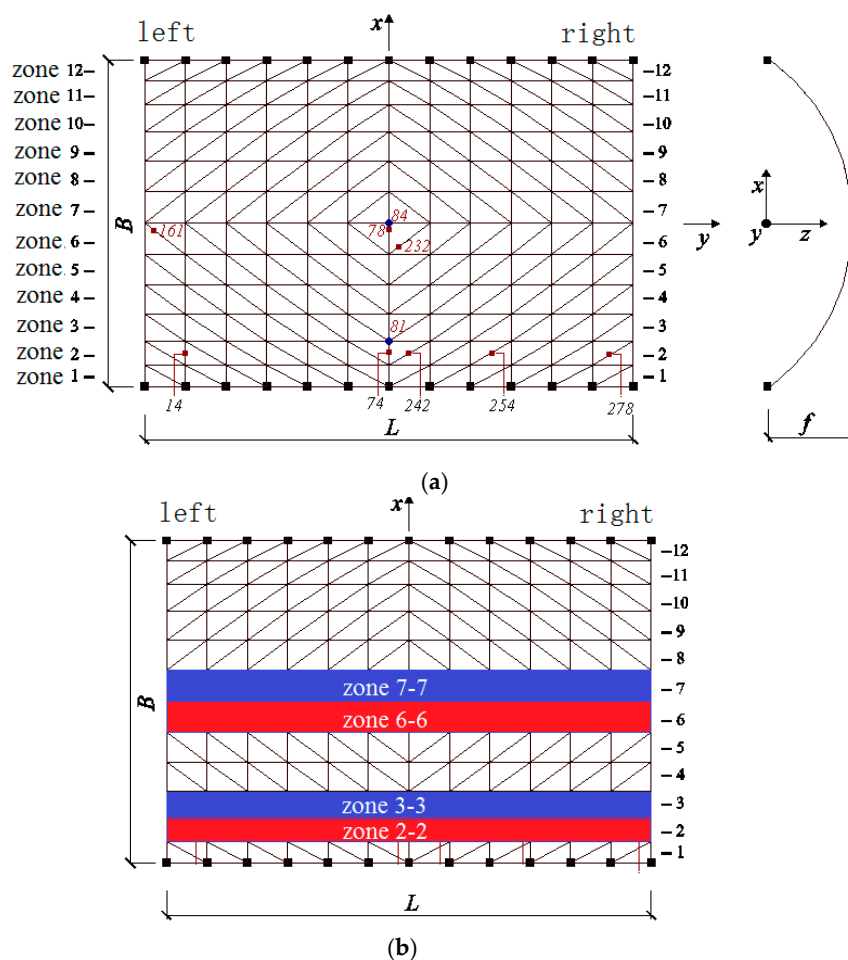 left x right
zone 12 12
zone 11 11
zone 10 10
zone 9 9
zone 8 8
zone 7 7
zone 6 6
zone 5 5
zone 4 4
zone 3 3
zone 2 2
zone 1 1
B
84
161
78
232
81
y
x
y z
14 74 242 254 278
L
f
(a)
left x right
12
11
10
9
8
zone 7-7 7
zone 6-6 6
5
4
zone 3-3 3
zone 2-2 2
1
B
L
(b)